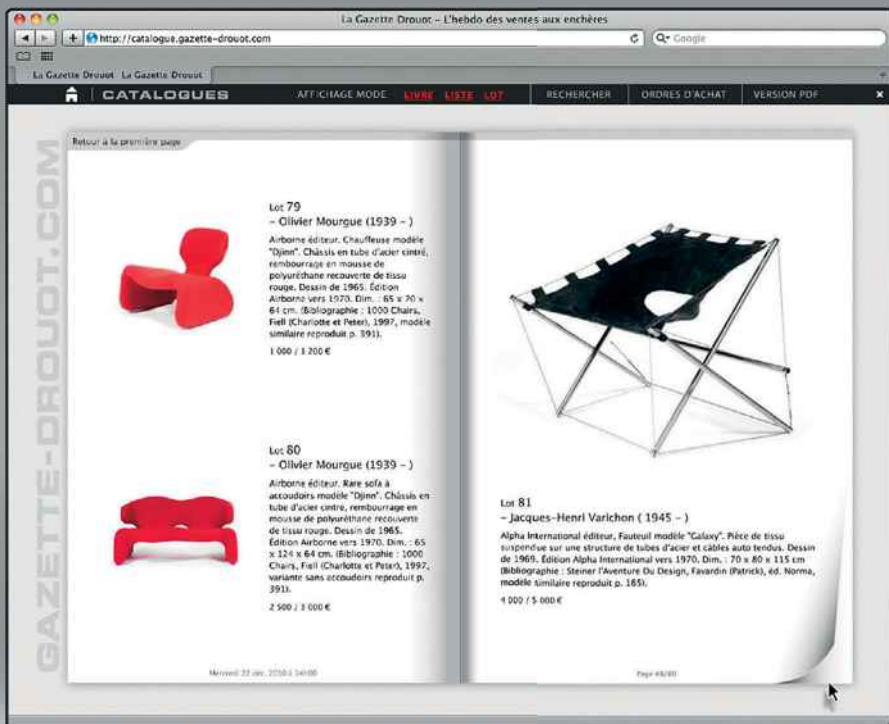 La Gazette Drouot – L'hebdo des ventes aux enchères
http://catalogue.gazette-drouot.com
Google
La Gazette Drouot La Gazette Drouot
CATALOGUES
AFFICHAGE MODE LIVRE LISTE LOT
RECHERCHER
ORDRES D'ACHAT
VERSION PDF
GAZETTE-DROUOT.COM
Retour à la première page
Lot 79
– Olivier Mourgue (1939 – )
Airborne éditeur. Chauffeuse modèle
"Djinn". Châssis en tube d'acier cintré,
rembourrage en mousse de
polyuréthane recouverte de tissu
rouge. Dessin de 1965. Édition
Airborne vers 1970. Dim. : 65 x 70 x
64 cm. (Bibliographie : 1000 Chairs,
Fiell (Charlotte et Peter), 1997, modèle
similaire reproduit p. 391).
1 000 / 1 200 €
Lot 80
– Olivier Mourgue (1939 – )
Airborne éditeur. Rare sofa à
accoudoirs modèle "Djinn". Châssis en
tube d'acier cintré, rembourrage en
mousse de polyuréthane recouverte
de tissu rouge. Dessin de 1965.
Édition Airborne vers 1970. Dim. : 65
x 124 x 64 cm. (Bibliographie : 1000
Chairs, Fiell (Charlotte et Peter), 1997,
variante sans accoudoirs reproduit p.
391).
2 500 / 3 000 €
Mercredi 22 déc. 2010 à 14h00
Lot 81
– Jacques-Henri Varichon ( 1945 – )
Alpha International éditeur, Fauteuil modèle "Galaxy". Pièce de tissu
suspendue sur une structure de tubes d'acier et câbles auto tendus. Dessin
de 1969. Édition Alpha International vers 1970. Dim. : 70 x 80 x 115 cm
(Bibliographie : Steiner l'Aventure Du Design, Favardin (Patrick), éd. Norma,
modèle similaire reproduit p. 165).
4 000 / 5 000 €
Page